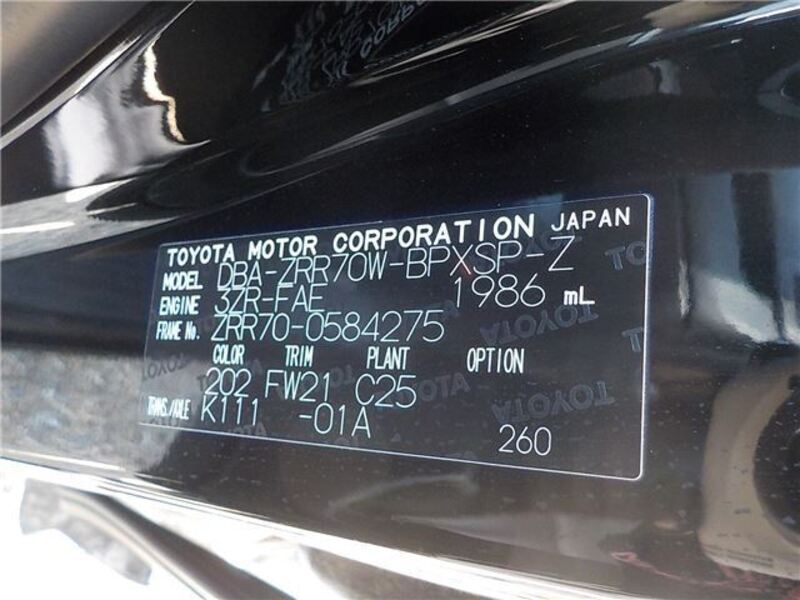 TOYOTA MOTOR CORPORATION JAPAN
MODEL DBA-ZRR70W-BPXSP-Z
ENGINE 3ZR-FAE 1986 mL
FRAME No. ZRR70-0584275
COLOR TRIM PLANT OPTION
202 FW21 C25
TRANS./AXLE K111 -01A
260